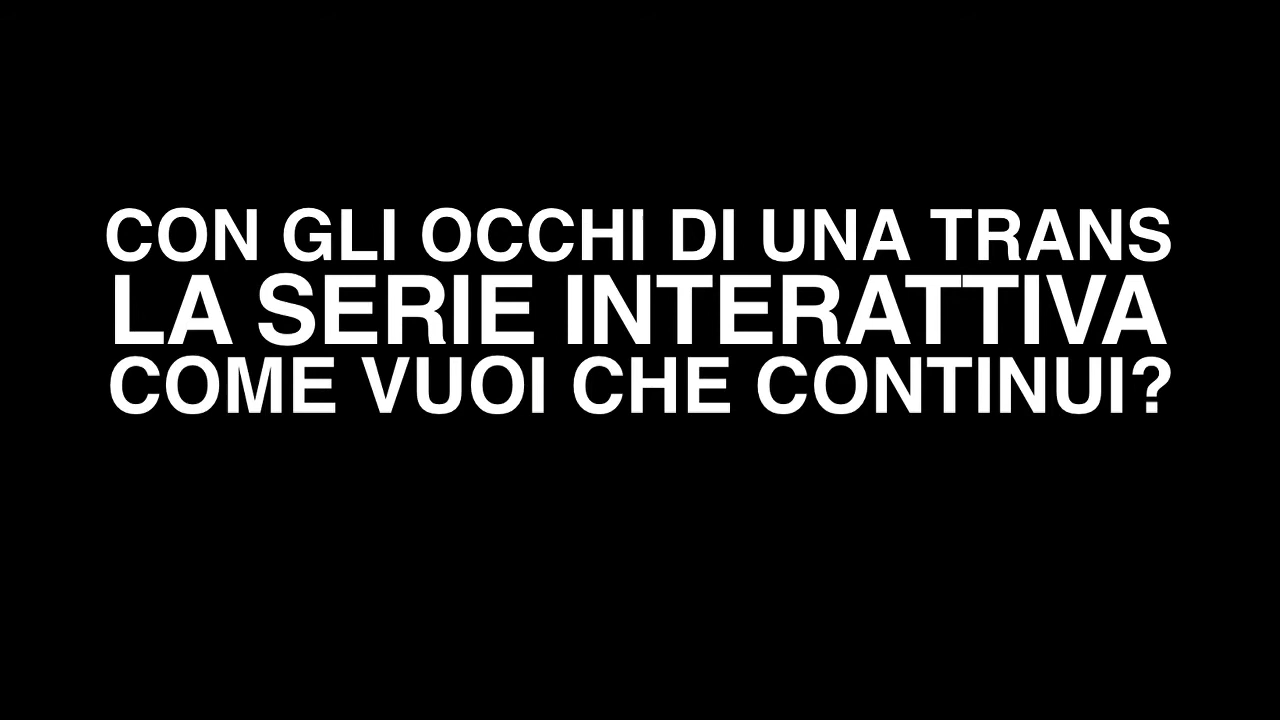 CON GLI OCCHI DI UNA TRANS
LA SERIE INTERATTIVA
COME VUOI CHE CONTINUI?